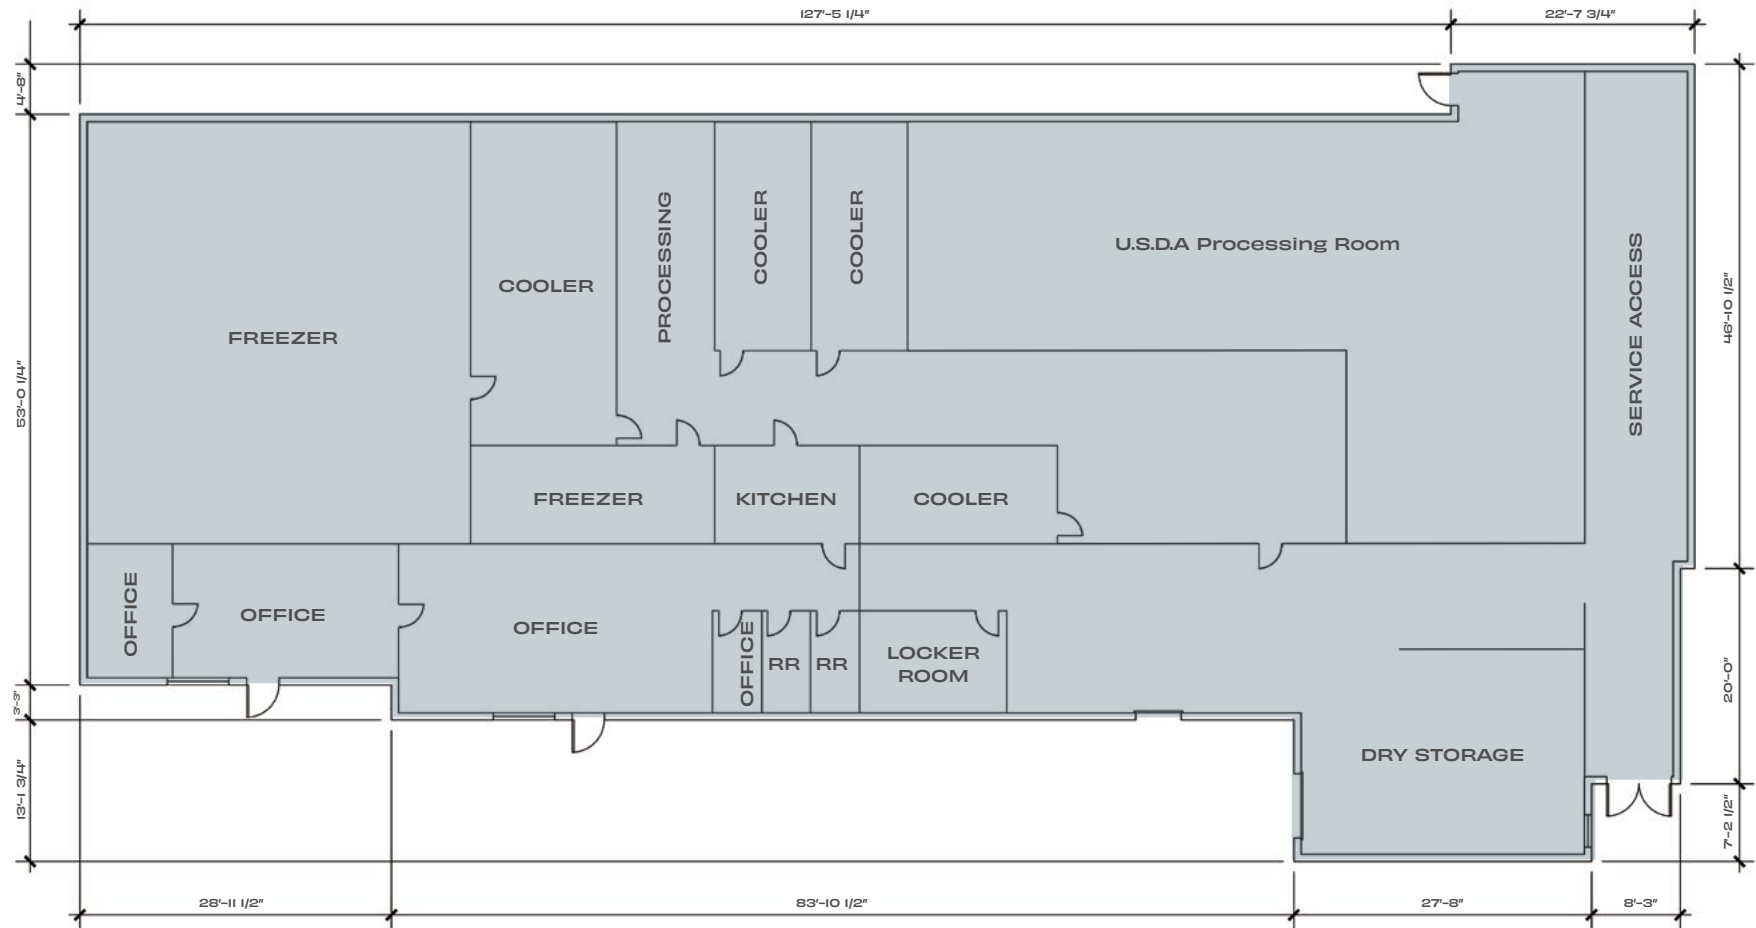 127'-5 1/4"
22'-7 3/4"
4'-8"
53'-0 1/4"
3'-3"
13'-1 3/4"
46'-10 1/2"
20'-0"
7'-2 1/2"
FREEZER
COOLER
PROCESSING
COOLER
COOLER
U.S.D.A Processing Room
SERVICE ACCESS
FREEZER
KITCHEN
COOLER
OFFICE
OFFICE
OFFICE
OFFICE
RR
RR
LOCKER
ROOM
DRY STORAGE
28'-11 1/2"
83'-10 1/2"
27'-8"
8'-3"